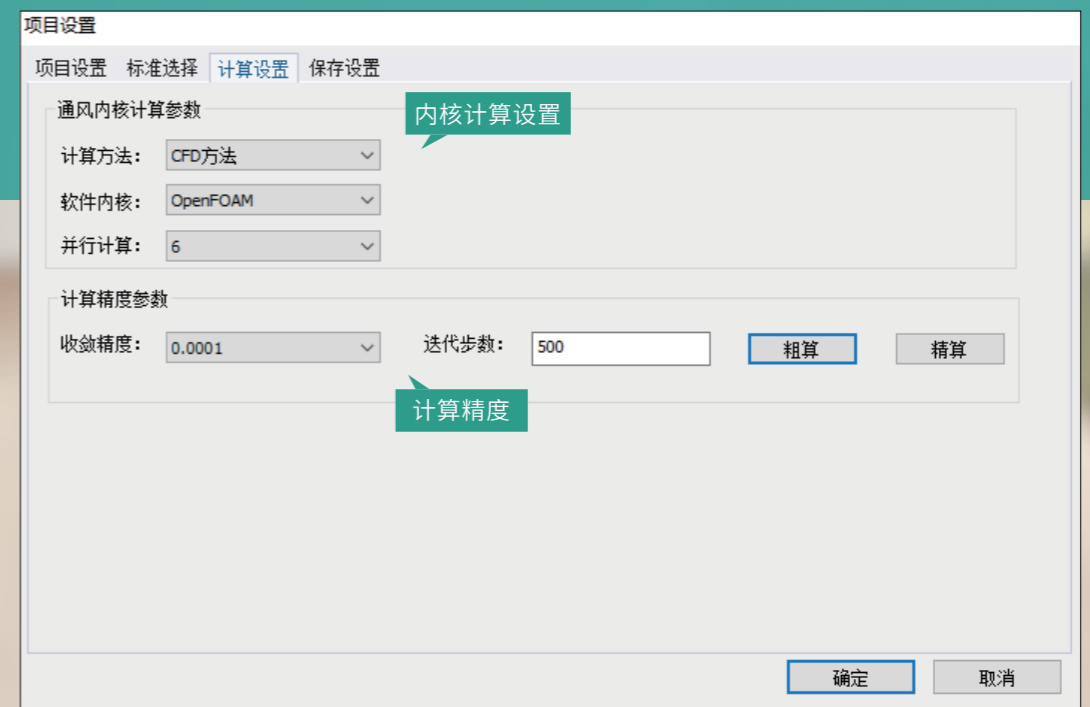 项目设置
项目设置 标准选择 计算设置 保存设置
通风内核计算参数
内核计算设置
计算方法： CFD方法
软件内核： OpenFOAM
并行计算： 6
计算精度参数
收敛精度： 0.0001 迭代步数： 500 粗算 精算
计算精度
确定 取消